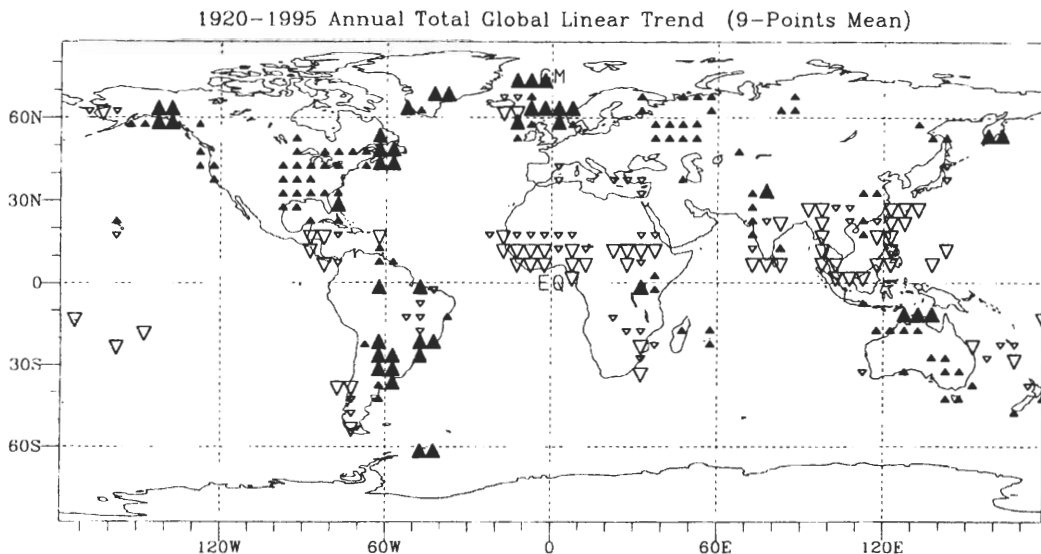 1920-1995 Annual Total Global Linear Trend (9-Points Mean)
GM
60N
30N
0
EQ
30S
60S
120W
60W
0
60E
120E